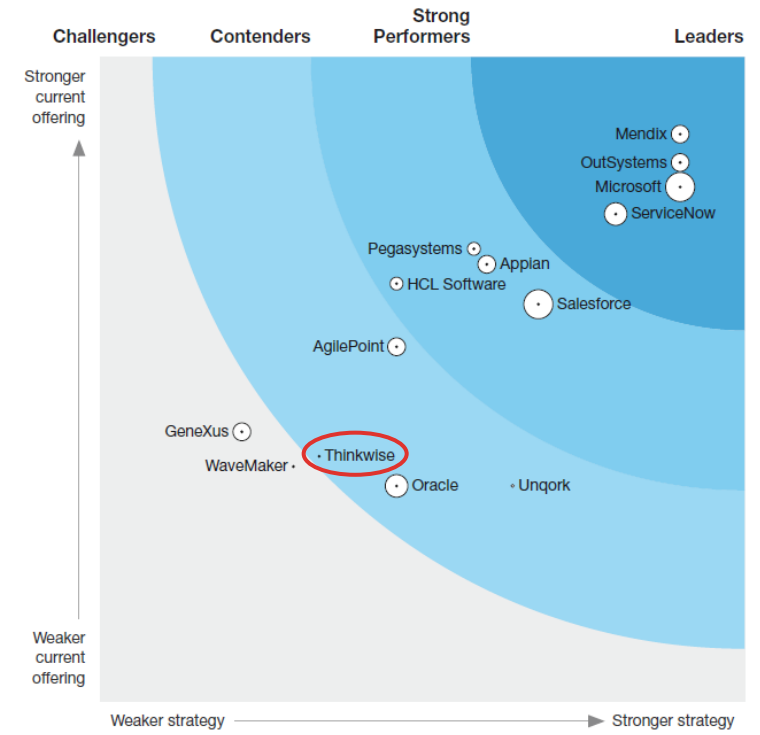 Strong
Challengers Contenders Performers Leaders
Stronger
current
offering
Mendix
OutSystems
Microsoft
ServiceNow
Pegasystems
Appian
HCL Software
Salesforce
AgilePoint
GeneXus
Thinkwise
WaveMaker
Oracle
Unqork
Weaker
current
offering
Weaker strategy
Stronger strategy